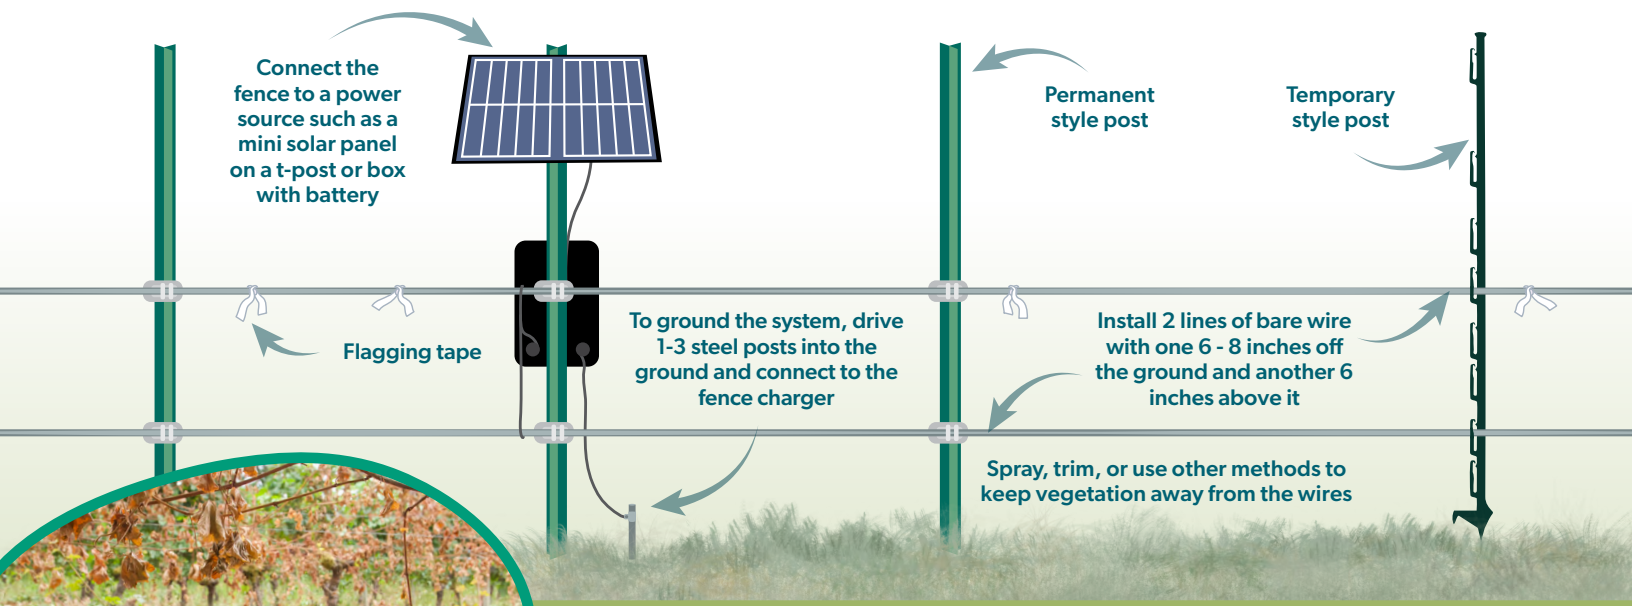 Connect the
fence to a power
source such as a
mini solar panel
on a t-post or box
with battery
Permanent
style post
Temporary
style post
Flagging tape
To ground the system, drive
1-3 steel posts into the
ground and connect to the
fence charger
Install 2 lines of bare wire
with one 6 - 8 inches off
the ground and another 6
inches above it
Spray, trim, or use other methods to
keep vegetation away from the wires